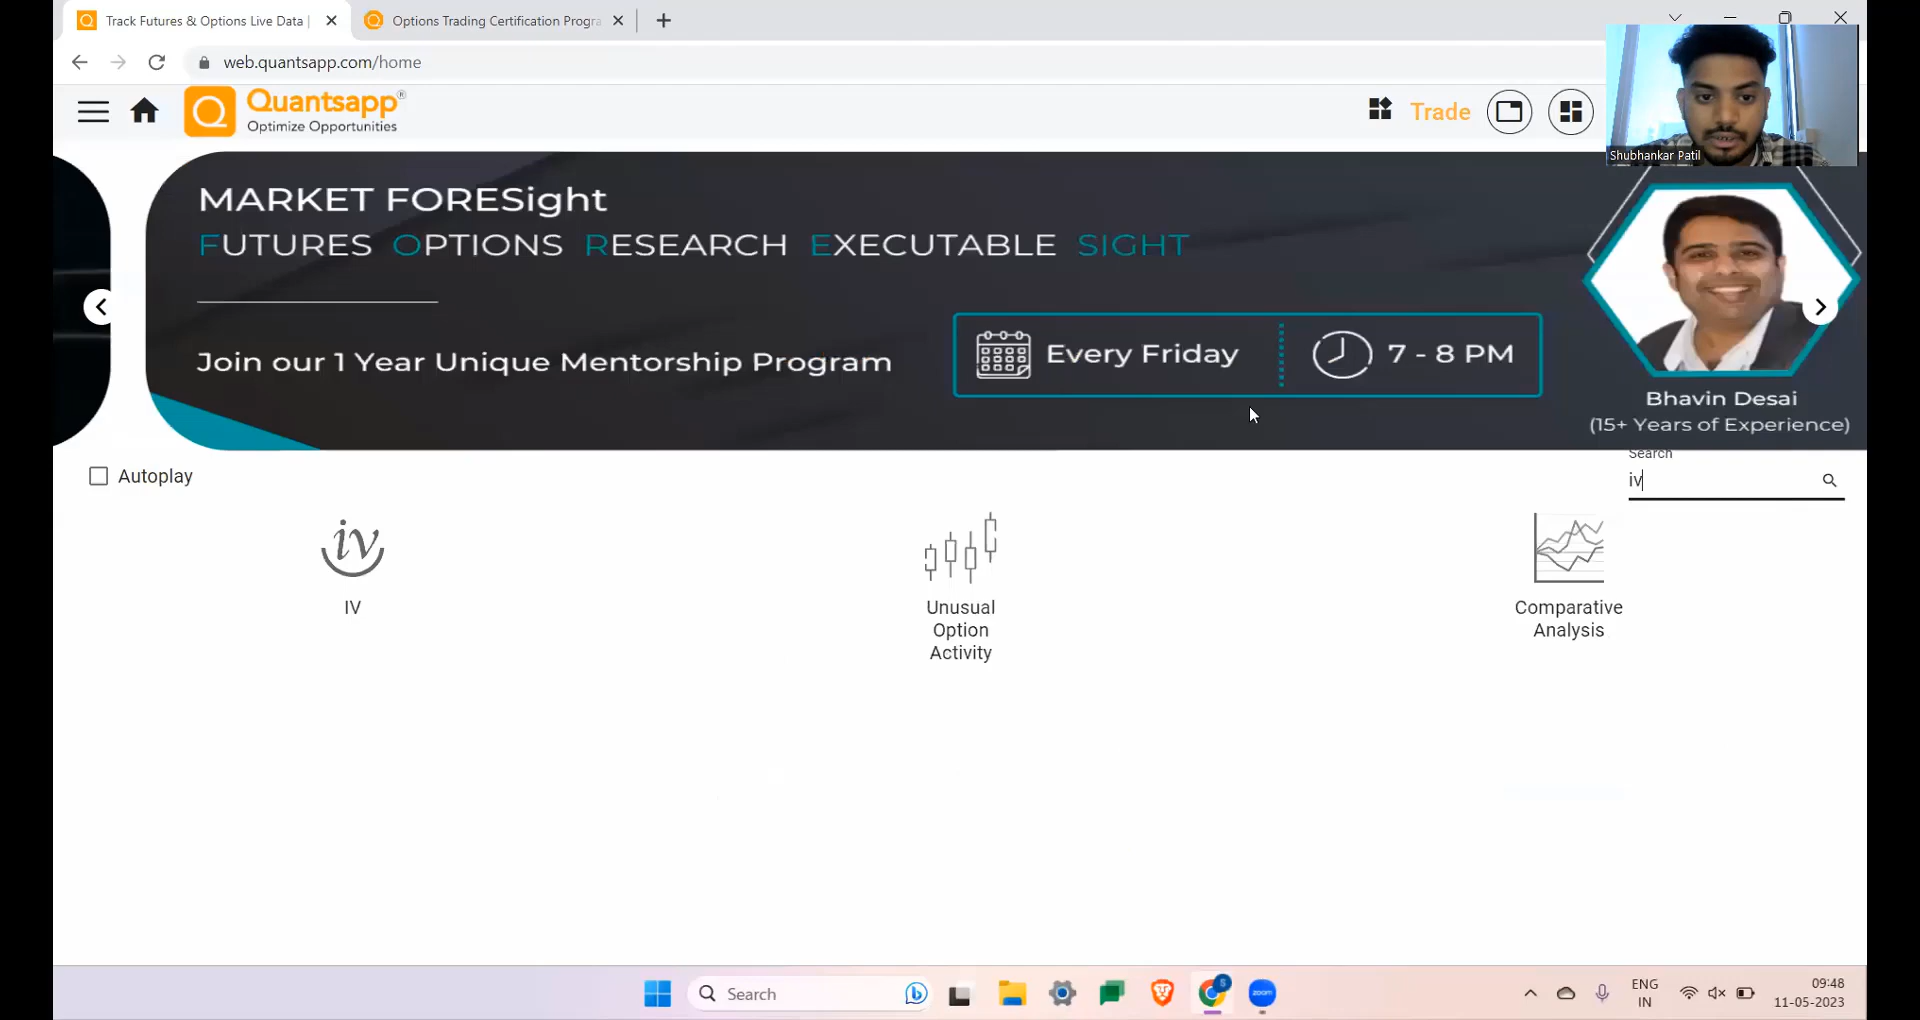 Track Futures & Options Live Data |
Options Trading Certification Progra
web.quantsapp.com/home
Quantsapp®
Optimize Opportunities
Trade
Shubhankar Patil
MARKET FORESight
FUTURES OPTIONS RESEARCH EXECUTABLE SIGHT
Join our 1 Year Unique Mentorship Program
Every Friday
7 - 8 PM
Bhavin Desai
(15+ Years of Experience)
Autoplay
Search
iv
iv
IV
Unusual
Option
Activity
Comparative
Analysis
Search
S
zoom
ENG
IN
09:48
11-05-2023